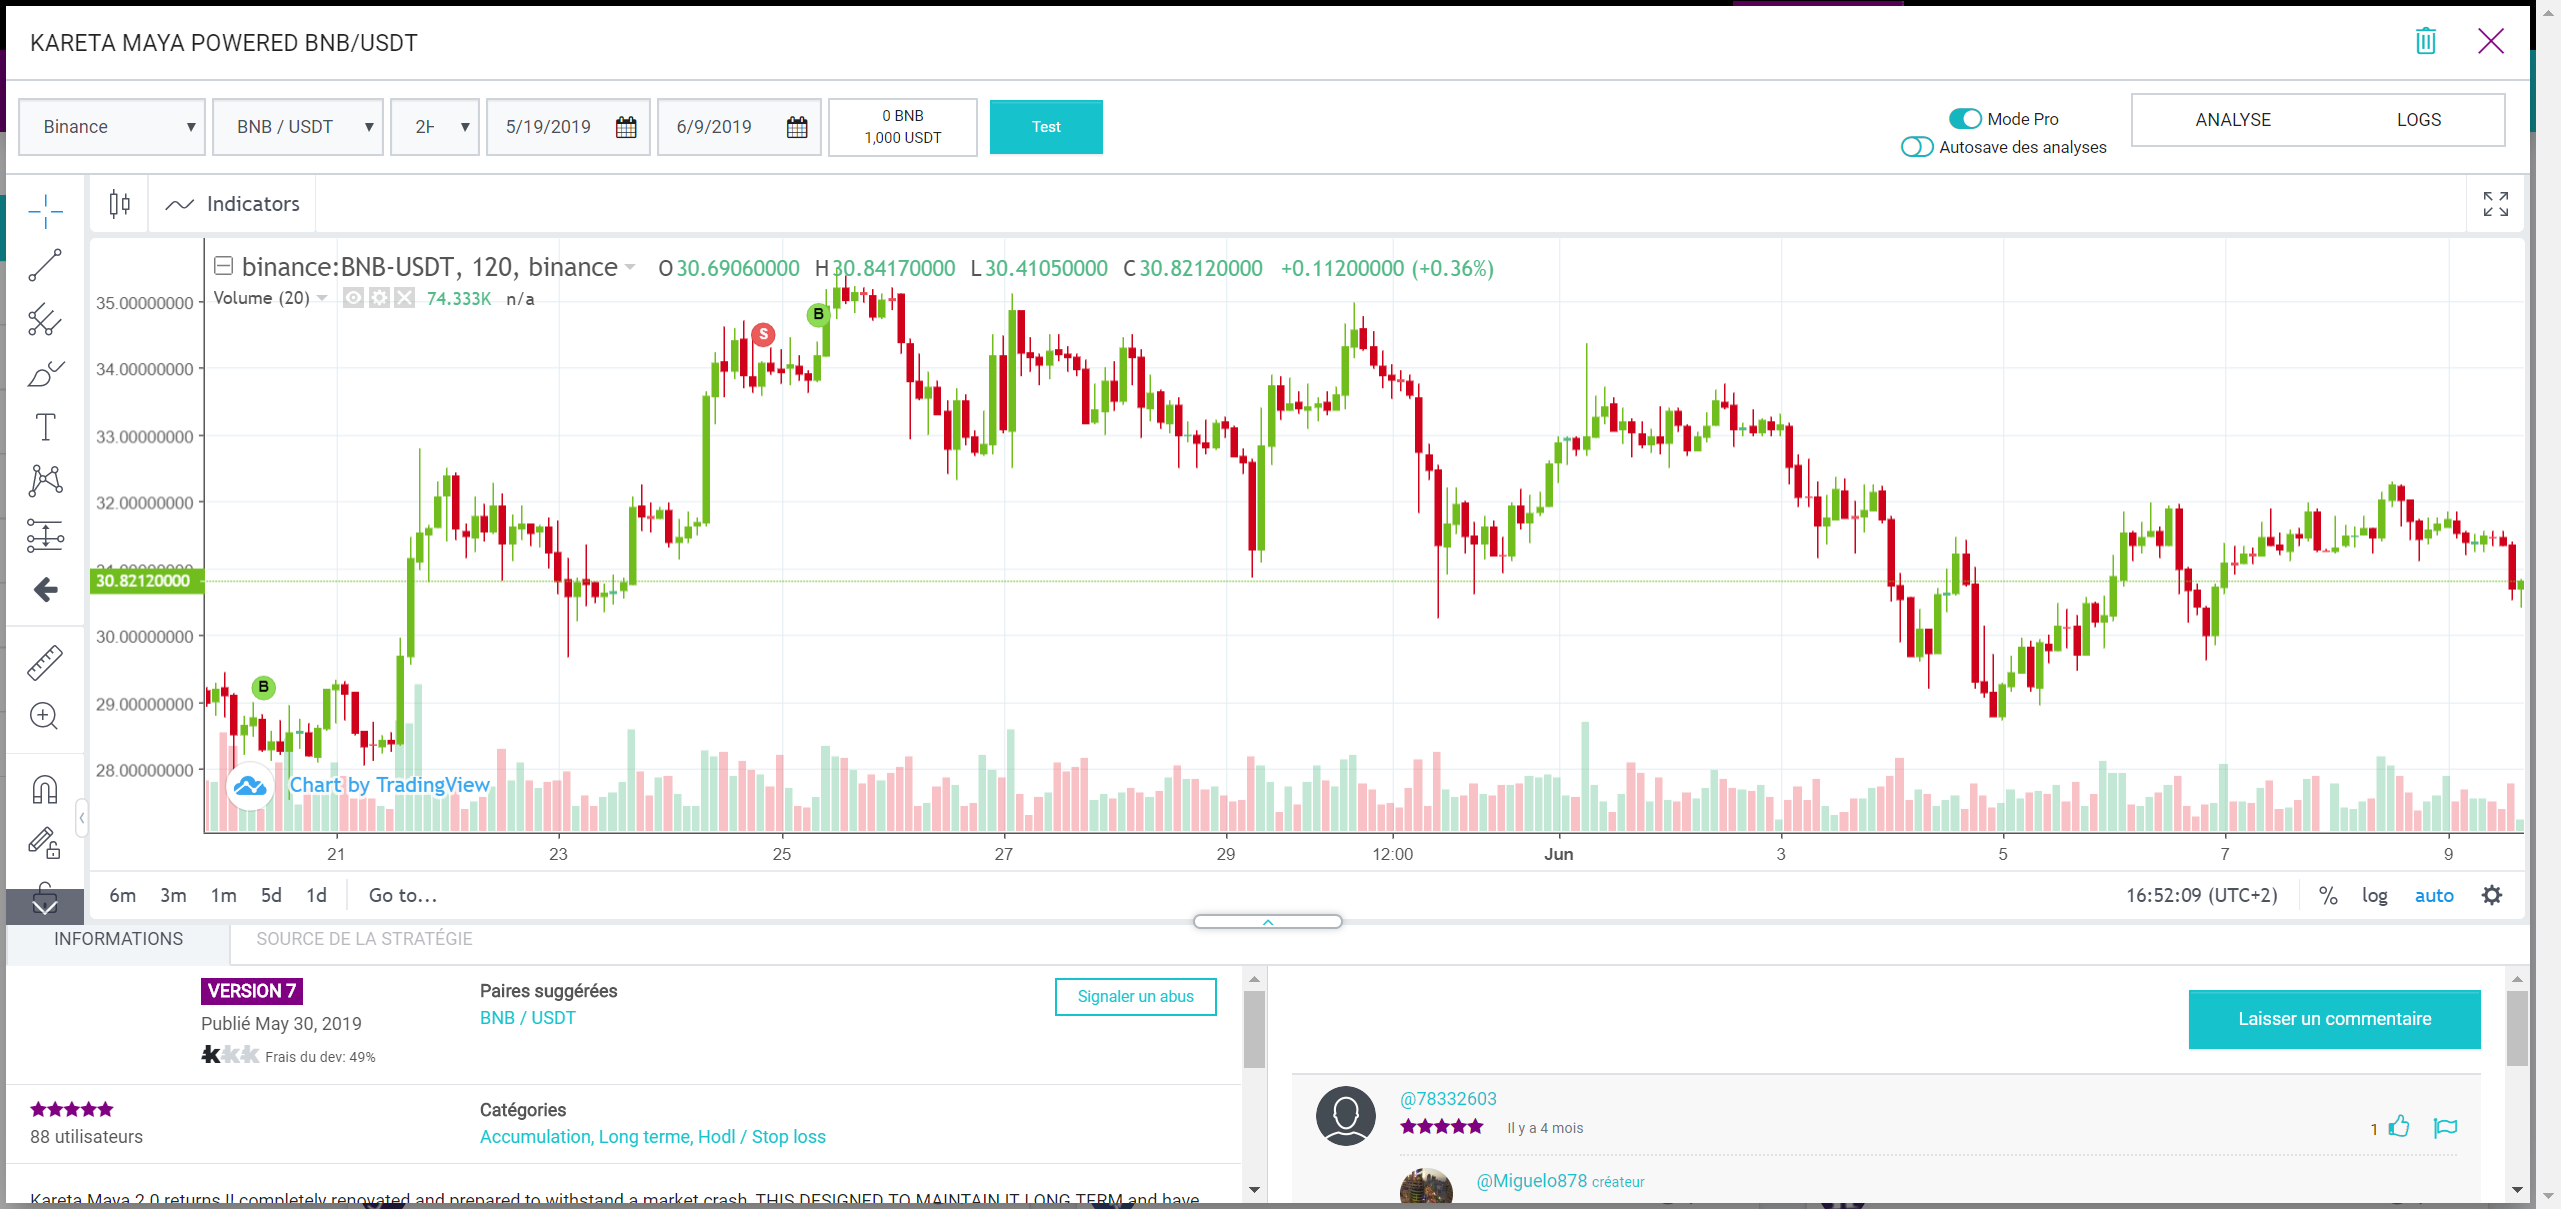 KARETA MAYA POWERED BNB/USDT
Binance
BNB / USDT
5/19/2019
6/9/2019
0 BNB
1,000 USDT
Test
Mode Pro
Autosave des analyses
ANALYSE
LOGS
Indicators
binance:BNB-USDT, 120, binance
O 30.69060000 H 30.84170000 L 30.41050000 C 30.82120000 +0.11200000 (+0.36%)
Volume (20)
74.333K n/a
35.00000000
34.00000000
33.00000000
32.00000000
30.82120000
30.00000000
29.00000000
28.00000000
B
S
B
Chart by TradingView
21
23
25
27
29
12:00
Jun
3
5
7
9
6m 3m 1m 5d 1d Go to...
16:52:09 (UTC+2) % log auto
INFORMATIONS
SOURCE DE LA STRATÉGIE
VERSION 7
Publié May 30, 2019
Frais du dev: 49%
Paires suggérées
BNB / USDT
Signaler un abus
88 utilisateurs
Catégories
Accumulation, Long terme, Hodl / Stop loss
Kareta Maya 2.0 returns !! completely renovated and prepared to withstand a market crash. THIS DESIGNED TO MAINTAIN IT LONG TERM and have
Laisser un commentaire
@78332603
Il y a 4 mois
1
@Miguelo878 créateur